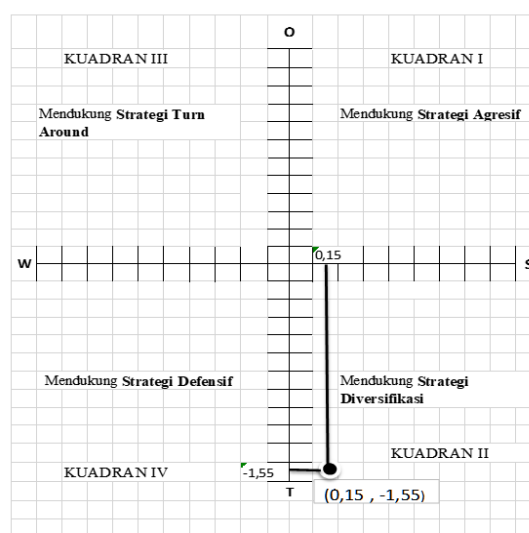 O
KUADRAN III
KUADRAN I
Mendukung Strategi Turn
Around
Mendukung Strategi Agresif
0,15
W
S
Mendukung Strategi Defensif
Mendukung Strategi
Diversifikasi
KUADRAN II
KUADRAN IV
-1,55
T
(0,15 , -1,55)